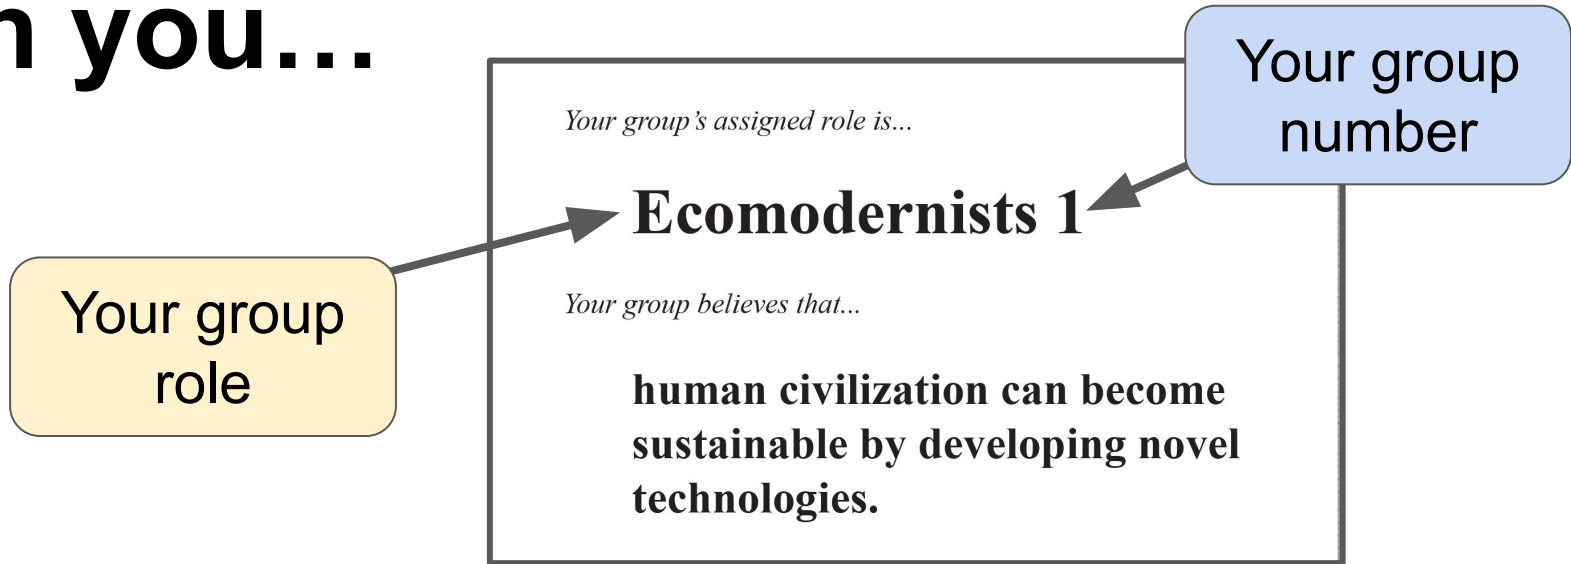 you…
Your group
number
Your group's assigned role is...
Ecomodernists 1
Your group
role
Your group believes that...
human civilization can become
sustainable by developing novel
technologies.